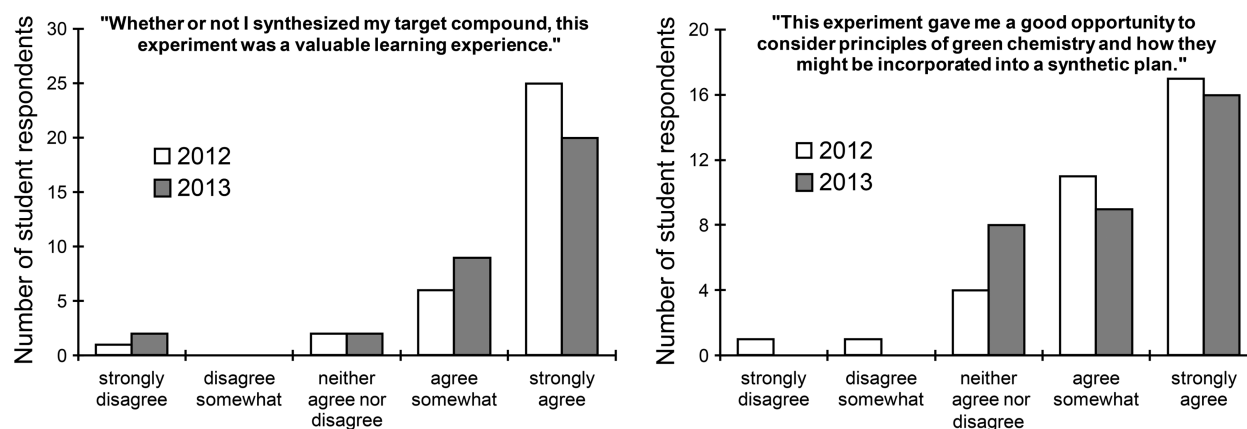 "Whether or not I synthesized my target compound, this
experiment was a valuable learning experience."
Number of student respondents
30
25
20
15
10
5
0
2012
2013
strongly
disagree
disagree
somewhat
neither
agree nor
disagree
agree
somewhat
strongly
agree
"This experiment gave me a good opportunity to
consider principles of green chemistry and how they
might be incorporated into a synthetic plan."
Number of student respondents
20
16
12
8
4
0
2012
2013
strongly
disagree
disagree
somewhat
neither
agree nor
disagree
agree
somewhat
strongly
agree